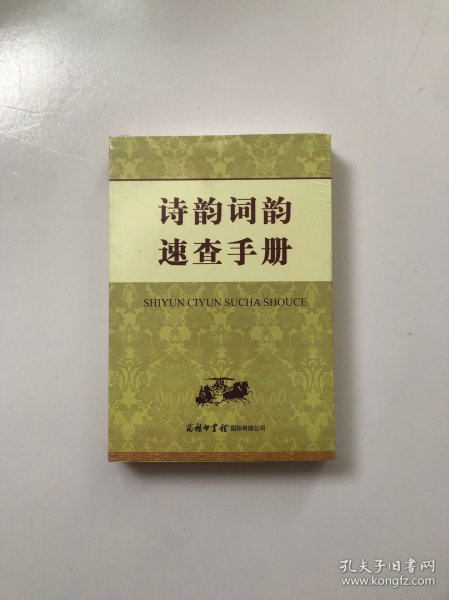 诗韵词韵
速查手册
SHIYUN CIYUN SUCHA SHOUCE
商务印书馆国际有限公司
孔夫子旧书网
www.kongfz.com